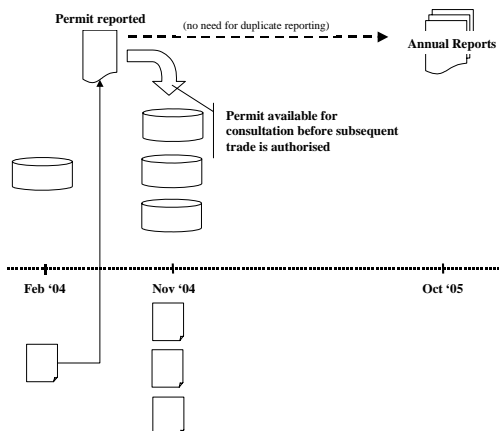 Permit reported
(no need for duplicate reporting)
Annual Reports
Permit available for
consultation before subsequent
trade is authorised
Feb ‘04
Nov ‘04
Oct ‘05